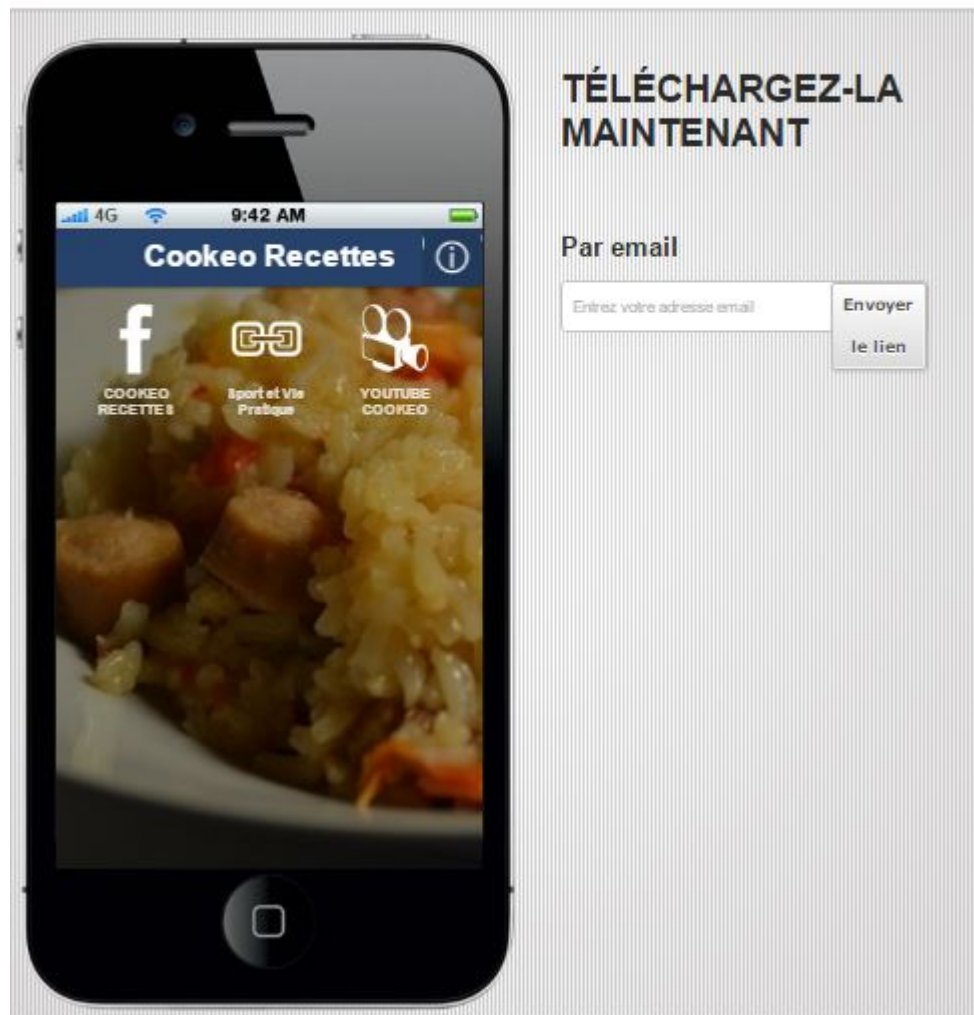 TÉLÉCHARGEZ-LA
MAINTENANT
4G
9:42 AM
Cookeo Recettes
COOKEO
RECETTES
Sport et Vie
Pratique
YOUTUBE
COOKEO
Par email
Entrez votre adresse email
Envoyer
le lien